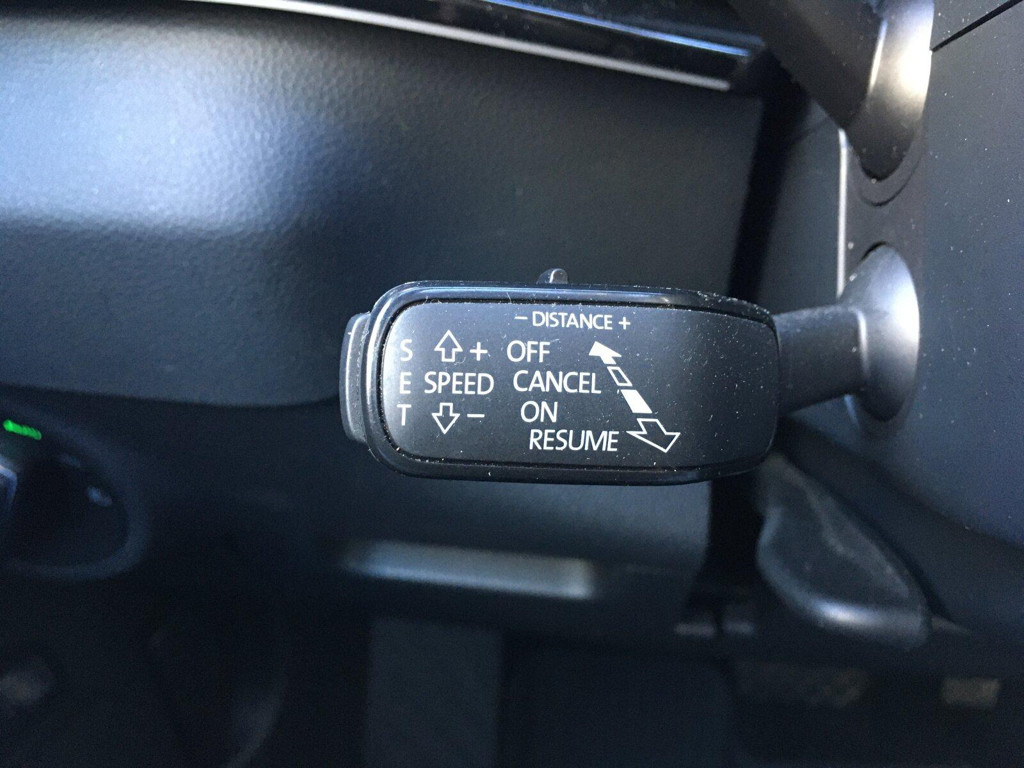 − DISTANCE +
S + OFF
E SPEED CANCEL
T − ON
RESUME